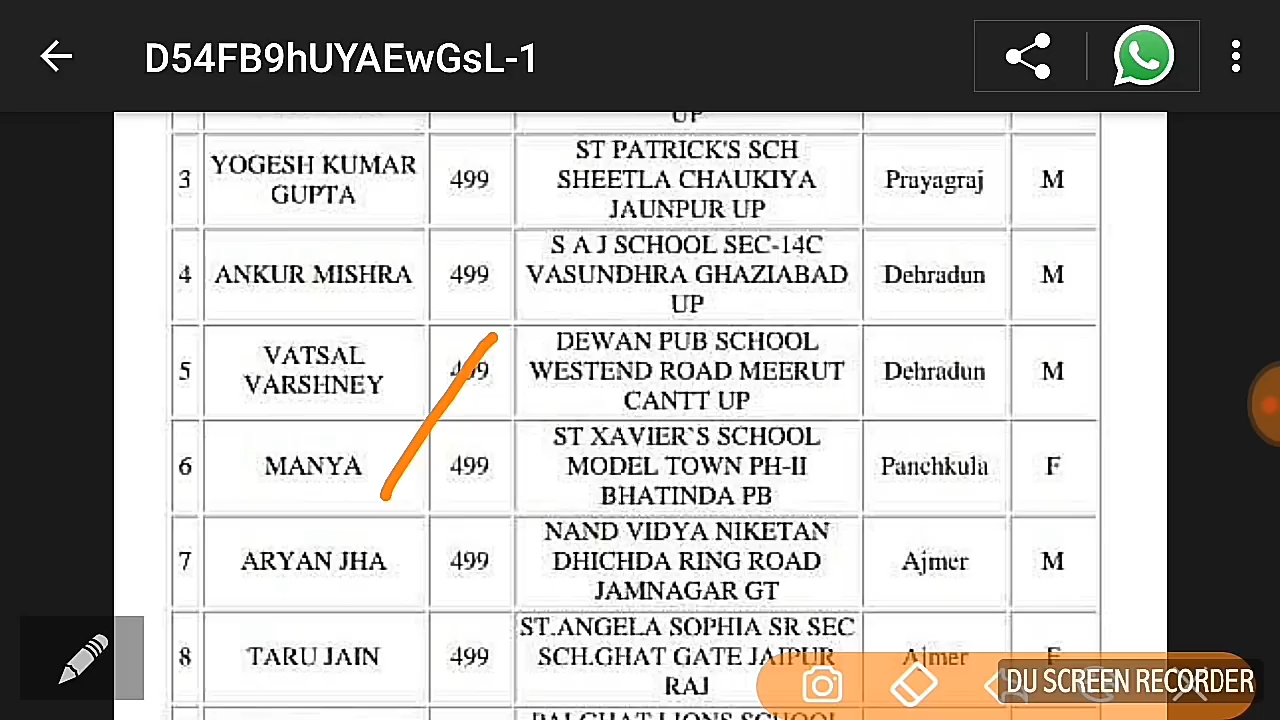 D54FB9hUYAEwGsL-1
UP
3 YOGESH KUMAR GUPTA 499 ST PATRICK'S SCH SHEETLA CHAUKIYA JAUNPUR UP Prayagraj M
4 ANKUR MISHRA 499 S A J SCHOOL SEC-14C VASUNDHRA GHAZIABAD UP Dehradun M
5 VATSAL VARSHNEY 499 DEWAN PUB SCHOOL WESTEND ROAD MEERUT CANTT UP Dehradun M
6 MANYA 499 ST XAVIER`S SCHOOL MODEL TOWN PH-II BHATINDA PB Panchkula F
7 ARYAN JHA 499 NAND VIDYA NIKETAN DHICHDA RING ROAD JAMNAGAR GT Ajmer M
8 TARU JAIN 499 ST.ANGELA SOPHIA SR SEC SCH.GHAT GATE JAIPUR RAJ Ajmer F
DU SCREEN RECORDER